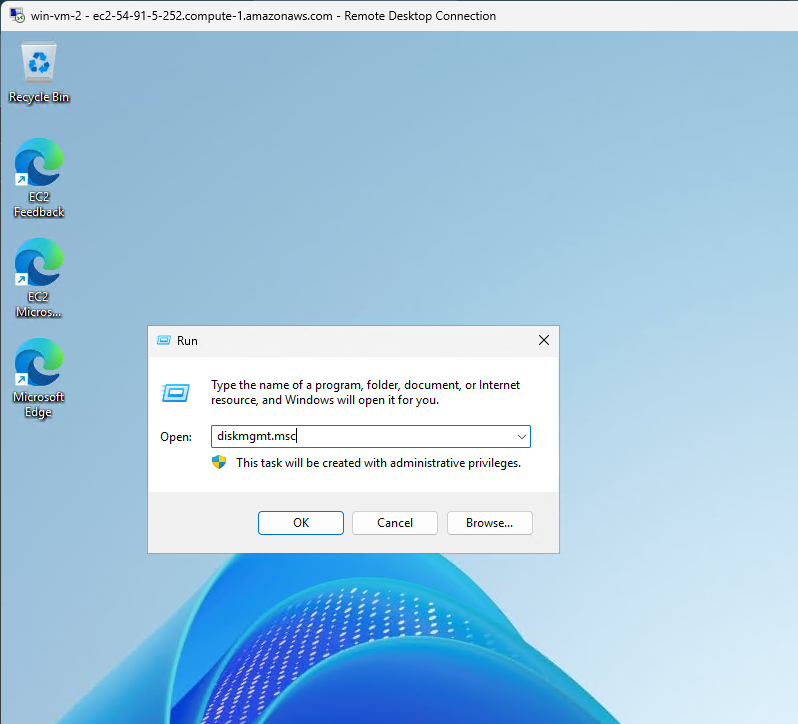 win-vm-2 - ec2-54-91-5-252.compute-1.amazonaws.com - Remote Desktop Connection
Recycle Bin
EC2
Feedback
EC2
Micros...
Microsoft
Edge
Run
Type the name of a program, folder, document, or Internet
resource, and Windows will open it for you.
Open:
diskmgmt.msc
This task will be created with administrative privileges.
OK
Cancel
Browse...